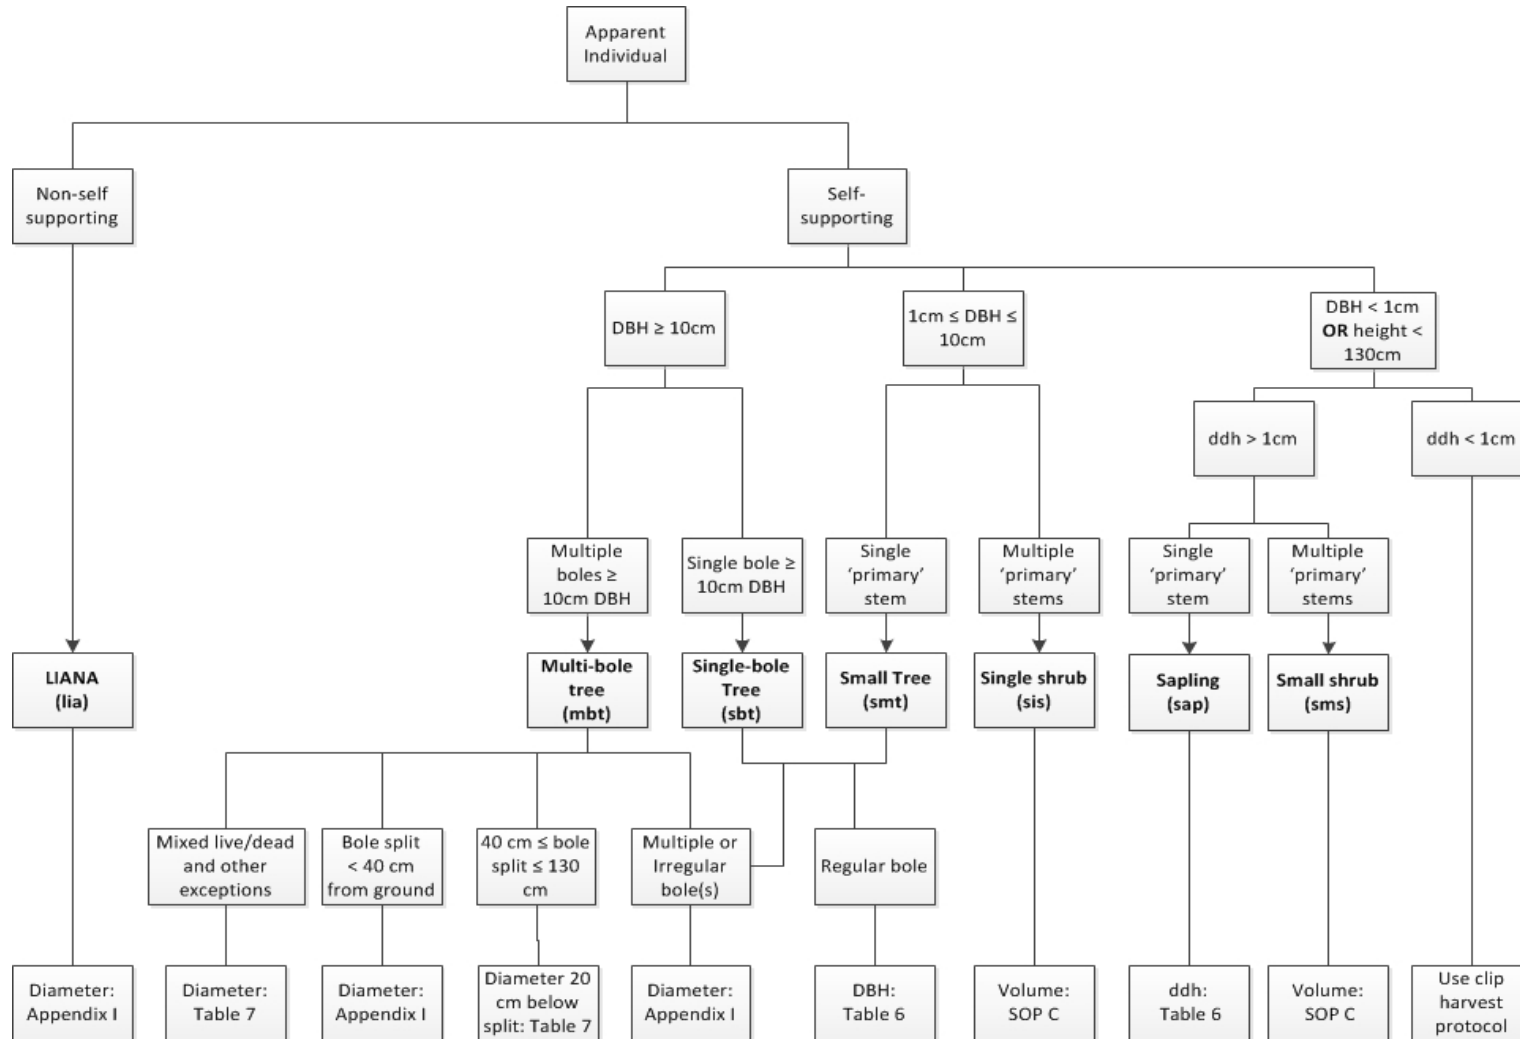 Apparent
Individual
Non-self
supporting
Self-
supporting
DBH ≥ 10cm
1cm ≤ DBH ≤
10cm
DBH < 1cm
OR height <
130cm
ddh > 1cm
ddh < 1cm
Multiple
boles ≥
10cm DBH
Single bole ≥
10cm DBH
Single
‘primary’
stem
Multiple
‘primary’
stems
Single
‘primary’
stem
Multiple
‘primary’
stems
LIANA
(lia)
Multi-bole
tree
(mbt)
Single-bole
Tree
(sbt)
Small Tree
(smt)
Single shrub
(sis)
Sapling
(sap)
Small shrub
(sms)
Mixed live/dead
and other
exceptions
Bole split
< 40 cm
from ground
40 cm ≤ bole
split ≤ 130
cm
Multiple or
Irregular
bole(s)
Regular bole
Diameter:
Appendix I
Diameter:
Table 7
Diameter:
Appendix I
Diameter 20
cm below
split: Table 7
Diameter:
Appendix I
DBH:
Table 6
Volume:
SOP C
ddh:
Table 6
Volume:
SOP C
Use clip
harvest
protocol